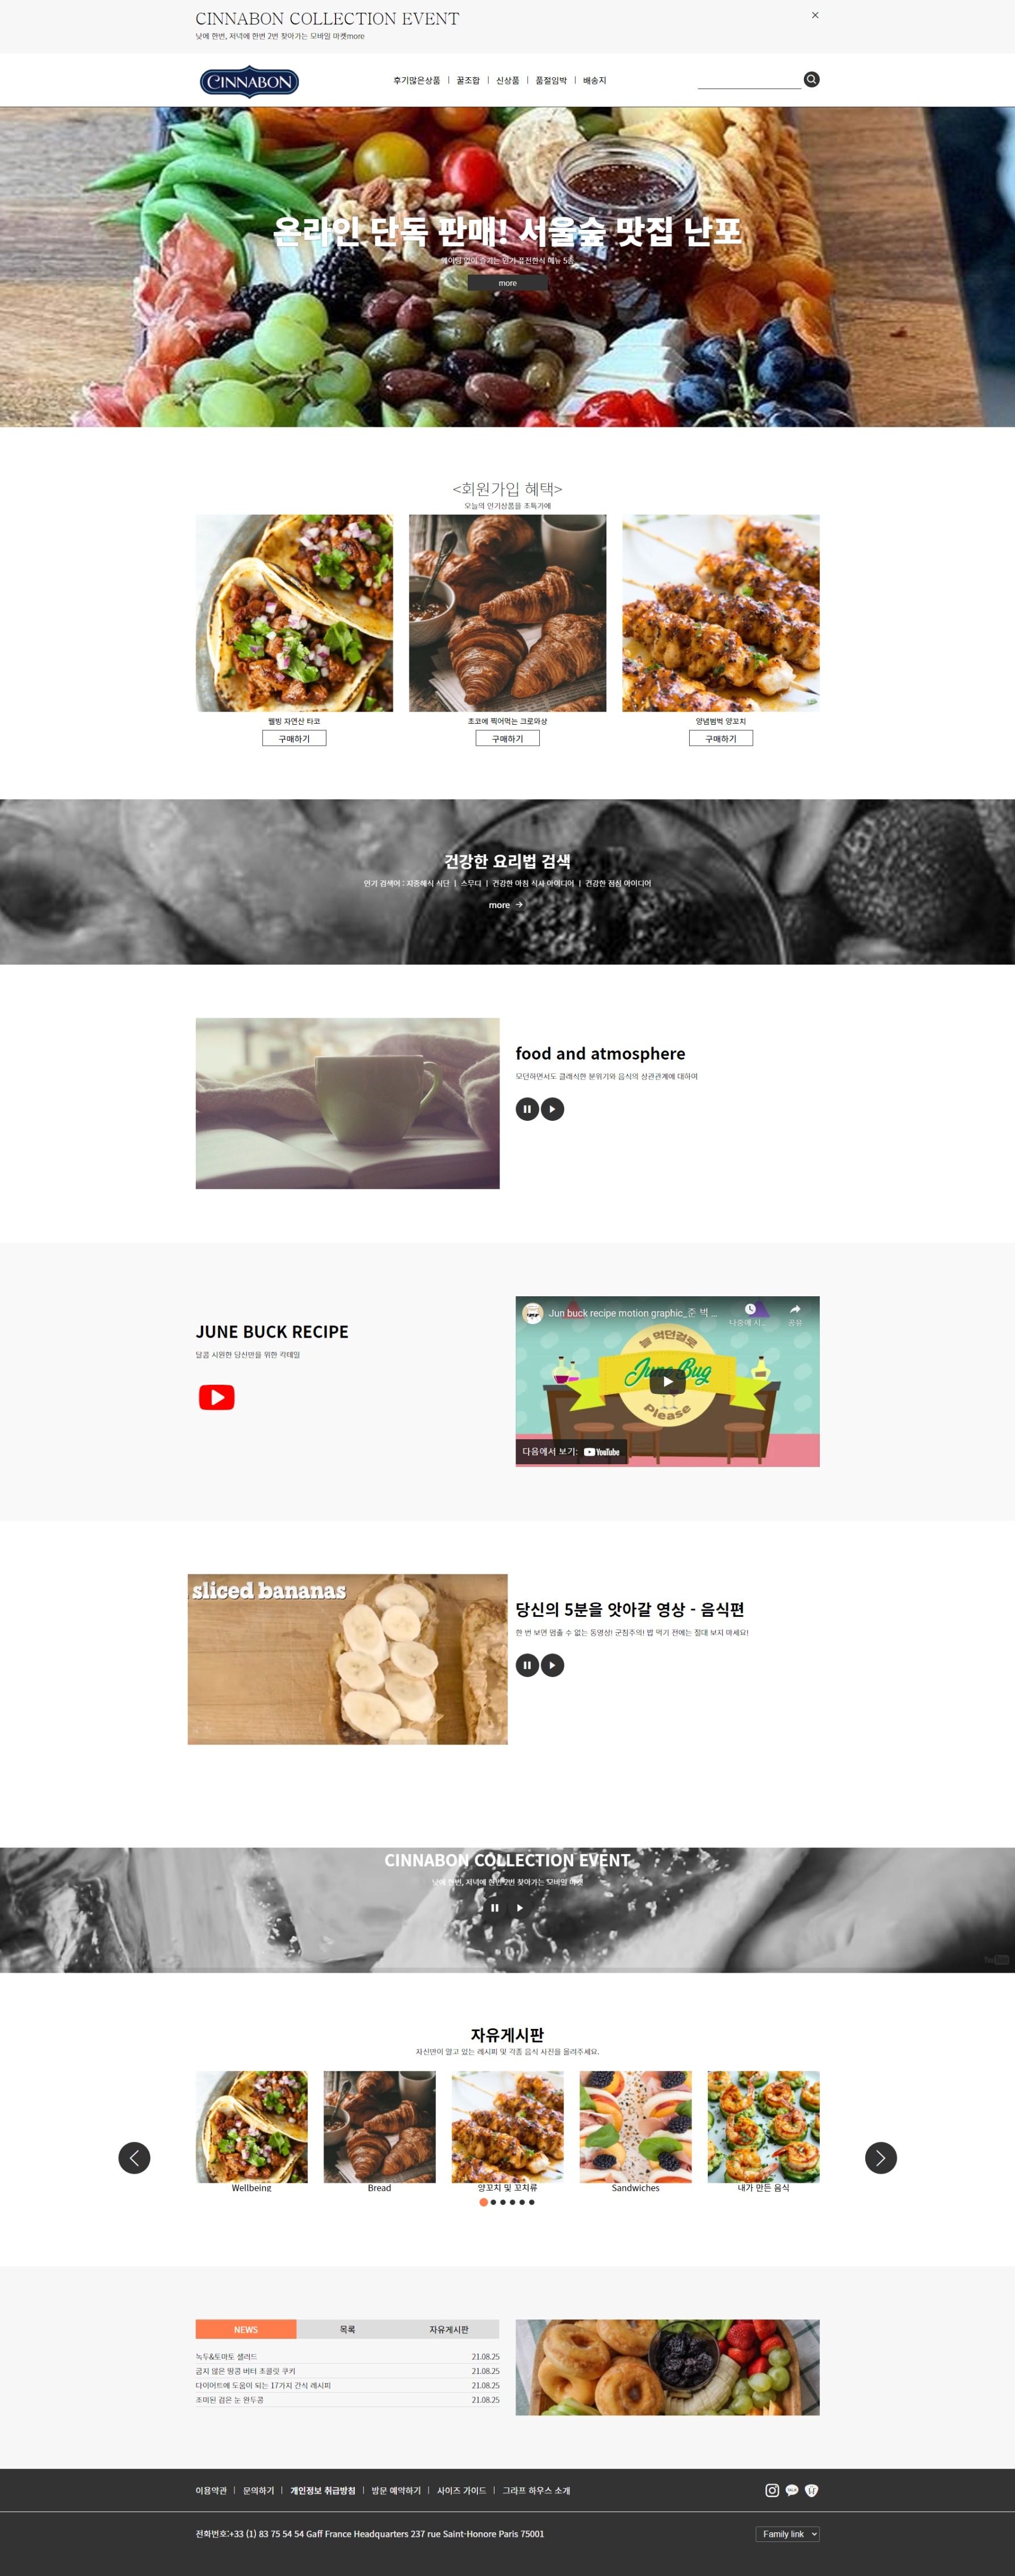 CINNABON COLLECTION EVENT
낮에 한번, 저녁에 한번 2번 찾아가는 모바일 마켓more
CINNABON
후기많은상품 | 꿀조합 | 신상품 | 품절임박 | 배송지
온라인 단독 판매! 서울숲 맛집 난포
웨이팅 없이 즐기는 인기 퓨전한식 메뉴 5종
more
<회원가입 혜택>
오늘의 인기상품을 초특가에
웰빙 자연산 타코
구매하기
초코에 찍어먹는 크로와상
구매하기
양념범벅 양꼬치
구매하기
건강한 요리법 검색
인기 검색어 : 지중해식 식단 | 스무디 | 건강한 아침 식사 아이디어 | 건강한 점심 아이디어
more →
food and atmosphere
모던하면서도 클래식한 분위기와 음식의 상관관계에 대하여
JUNE BUCK RECIPE
달콤 시원한 당신만을 위한 칵테일
Jun buck recipe motion graphic_준 벅 ...
나중에 시...
공유
늘 먹던걸로
June Bug
Please
다음에서 보기: YouTube
sliced bananas
당신의 5분을 앗아갈 영상 - 음식편
한 번 보면 멈출 수 없는 동영상! 군침주의! 밥 먹기 전에는 절대 보지 마세요!
CINNABON COLLECTION EVENT
낮에 한번, 저녁에 한번 2번 찾아가는 모바일 마켓
자유게시판
자신만이 알고 있는 레시피 및 각종 음식 사진을 올려주세요.
Wellbeing
Bread
양꼬치 및 꼬치류
Sandwiches
내가 만든 음식
NEWS
목록
자유게시판
녹두&토마토 샐러드 21.08.25
굽지 않은 땅콩 버터 초콜릿 쿠키 21.08.25
다이어트에 도움이 되는 17가지 간식 레시피 21.08.25
조미된 검은 눈 완두콩 21.08.25
이용약관 | 문의하기 | 개인정보 취급방침 | 방문 예약하기 | 사이즈 가이드 | 그라프 하우스 소개
전화번호:+33 (1) 83 75 54 54 Gaff France Headquarters 237 rue Saint-Honore Paris 75001
Family link